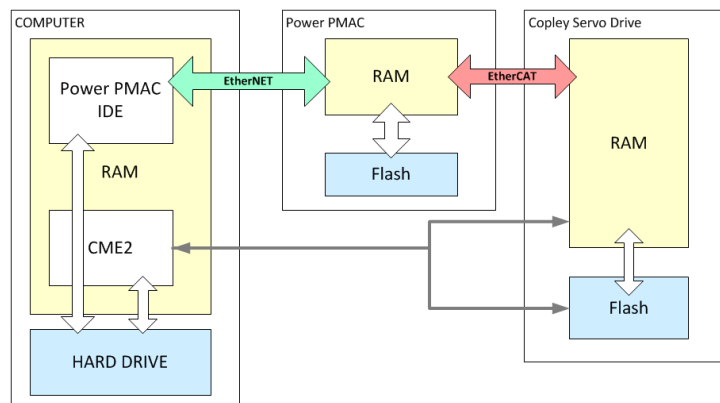 COMPUTER
Power PMAC
IDE
RAM
CME2
HARD DRIVE
EtherNET
Power PMAC
RAM
Flash
EtherCAT
Copley Servo Drive
RAM
Flash